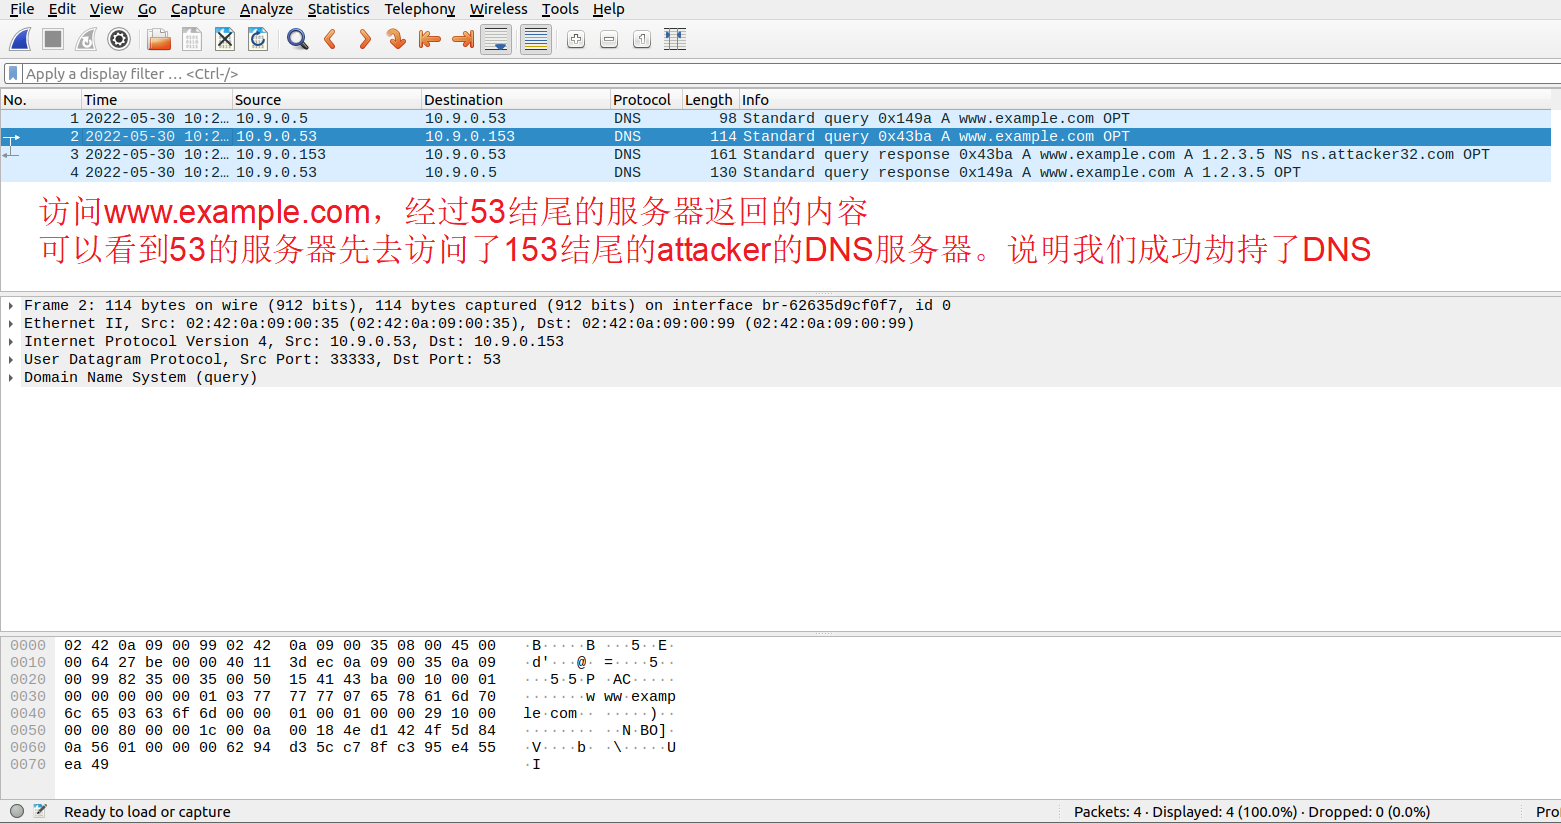 File Edit View Go Capture Analyze Statistics Telephony Wireless Tools Help
Apply a display filter … <Ctrl-/>
No. Time Source Destination Protocol Length Info
1 2022-05-30 10:2… 10.9.0.5 10.9.0.53 DNS 98 Standard query 0x149a A www.example.com OPT
2 2022-05-30 10:2… 10.9.0.53 10.9.0.153 DNS 114 Standard query 0x43ba A www.example.com OPT
3 2022-05-30 10:2… 10.9.0.153 10.9.0.53 DNS 161 Standard query response 0x43ba A www.example.com A 1.2.3.5 NS ns.attacker32.com OPT
4 2022-05-30 10:2… 10.9.0.53 10.9.0.5 DNS 130 Standard query response 0x149a A www.example.com A 1.2.3.5 OPT
访问www.example.com，经过53结尾的服务器返回的内容
可以看到53的服务器先去访问了153结尾的attacker的DNS服务器。说明我们成功劫持了DNS
Frame 2: 114 bytes on wire (912 bits), 114 bytes captured (912 bits) on interface br-62635d9cf0f7, id 0
Ethernet II, Src: 02:42:0a:09:00:35 (02:42:0a:09:00:35), Dst: 02:42:0a:09:00:99 (02:42:0a:09:00:99)
Internet Protocol Version 4, Src: 10.9.0.53, Dst: 10.9.0.153
User Datagram Protocol, Src Port: 33333, Dst Port: 53
Domain Name System (query)
0000 02 42 0a 09 00 99 02 42 0a 09 00 35 08 00 45 00 ·B·····B ···5··E·
0010 00 64 27 be 00 00 40 11 3d ec 0a 09 00 35 0a 09 ·d'···@· =····5··
0020 00 99 82 35 00 35 00 50 15 41 43 ba 00 10 00 01 ···5·5·P ·AC·····
0030 00 00 00 00 00 01 03 77 77 77 07 65 78 61 6d 70 ·······w ww·examp
0040 6c 65 03 63 6f 6d 00 00 01 00 01 00 00 29 10 00 le·com·· ·····)··
0050 00 00 80 00 00 1c 00 0a 00 18 4e d1 42 4f 5d 84 ········ ··N·BO]·
0060 0a 56 01 00 00 00 62 94 d3 5c c7 8f c3 95 e4 55 ·V····b· ·\·····U
0070 ea 49 ·I
Ready to load or capture Packets: 4 · Displayed: 4 (100.0%) · Dropped: 0 (0.0%)